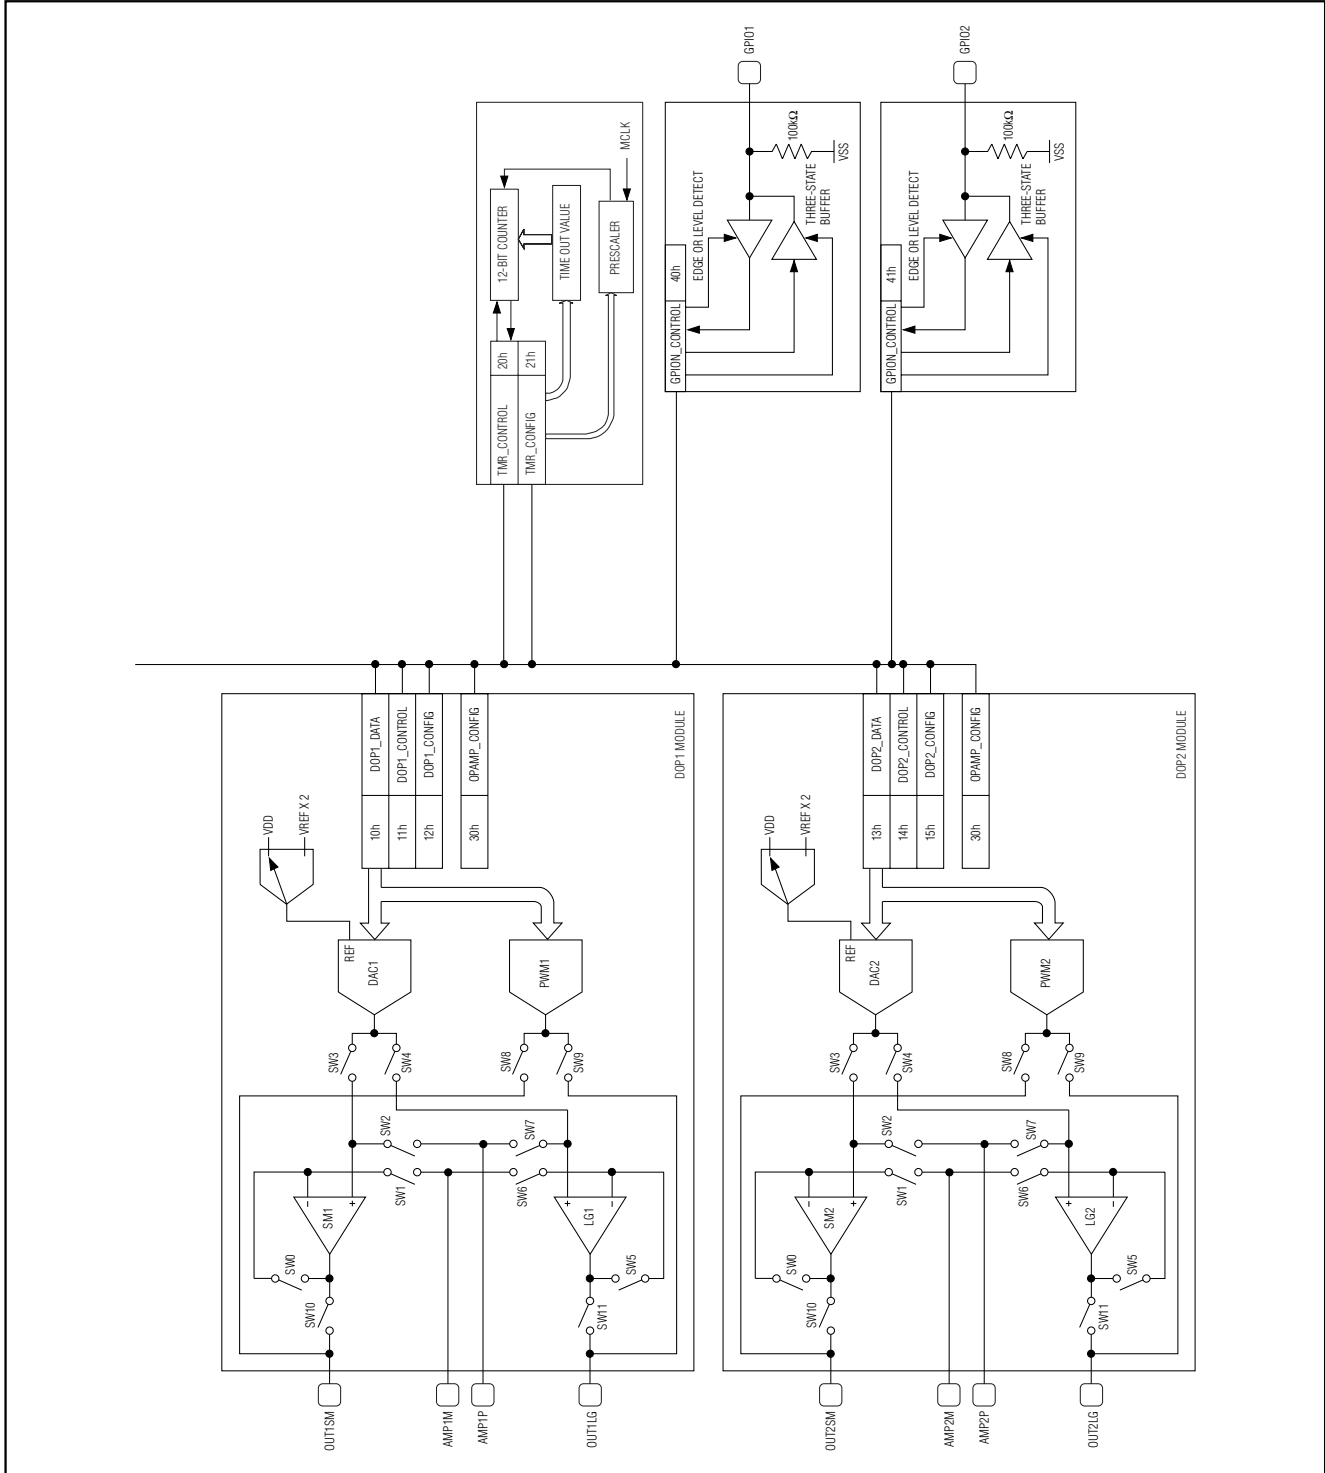 GPIO1
GPIO2
MCLK
12-BIT COUNTER
TIME OUT VALUE
PRESCALER
20h
21h
TMR_CONTROL
TMR_CONFIG
100kΩ
VSS
EDGE OR LEVEL DETECT
THREE-STATE
BUFFER
40h
GPION_CONTROL
100kΩ
VSS
EDGE OR LEVEL DETECT
THREE-STATE
BUFFER
41h
GPION_CONTROL
DOP1_DATA
DOP1_CONTROL
DOP1_CONFIG
OPAMP_CONFIG
10h
11h
12h
30h
DOP1 MODULE
VDD
VREF X 2
REF
DAC1
PWM1
SW3
SW4
SW8
SW9
SW2
SW7
SW1
SW6
SM1
−
+
LG1
+
−
SW0
SW5
SW10
SW11
OUT1SM
AMP1M
AMP1P
OUT1LG
DOP2_DATA
DOP2_CONTROL
DOP2_CONFIG
OPAMP_CONFIG
13h
14h
15h
30h
DOP2 MODULE
VDD
VREF X 2
REF
DAC2
PWM2
SW3
SW4
SW8
SW9
SW2
SW7
SW1
SW6
SM2
−
+
LG2
+
−
SW0
SW5
SW10
SW11
OUT2SM
AMP2M
AMP2P
OUT2LG